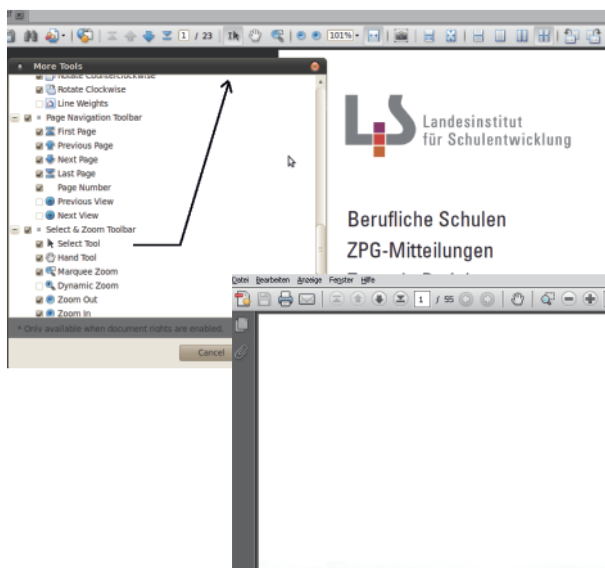 1 / 23
101%
More Tools
Rotate Counterclockwise
Rotate Clockwise
Line Weights
Page Navigation Toolbar
First Page
Previous Page
Next Page
Last Page
Page Number
Previous View
Next View
Select & Zoom Toolbar
Select Tool
Hand Tool
Marquee Zoom
Dynamic Zoom
Zoom Out
Zoom In
* Only available when document rights are enabled.
Cancel
LS Landesinstitut
für Schulentwicklung
Berufliche Schulen
ZPG-Mitteilungen
Datei Bearbeiten Anzeige Fenster Hilfe
1 / 55